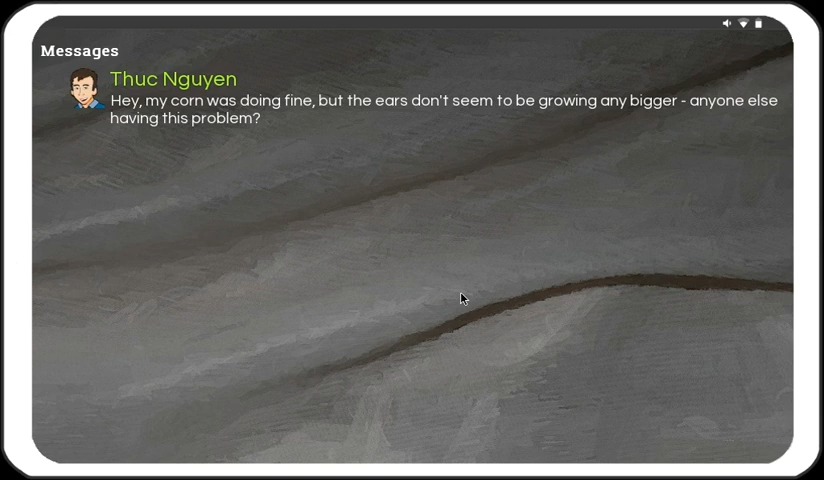 Messages
Thuc Nguyen
Hey, my corn was doing fine, but the ears don't seem to be growing any bigger - anyone else
having this problem?